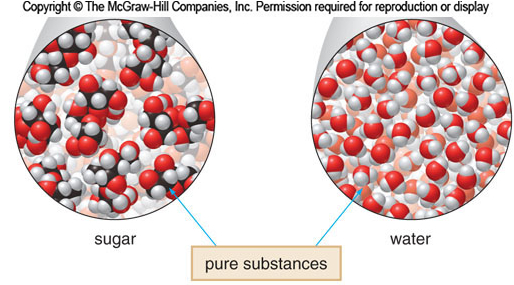 Copyright © The McGraw-Hill Companies, Inc. Permission required for reproduction or display
sugar
water
pure substances